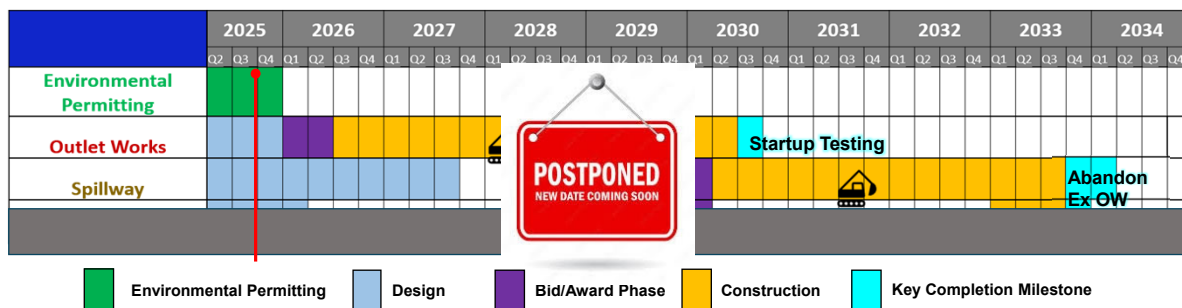 2025 2026 2027 2028 2029 2030 2031 2032 2033 2034
Q2 Q3 Q4 Q1 Q2 Q3 Q4 Q1 Q2 Q3 Q4 Q1 Q2 Q3 Q4 Q1 Q2 Q3 Q4 Q1 Q2 Q3 Q4 Q1 Q2 Q3 Q4 Q1 Q2 Q3 Q4 Q1 Q2 Q3 Q4 Q1 Q2 Q3 Q4
Environmental
Permitting
Outlet Works
Startup Testing
Spillway
Abandon
Ex OW
POSTPONED
NEW DATE COMING SOON
Environmental Permitting
Design
Bid/Award Phase
Construction
Key Completion Milestone